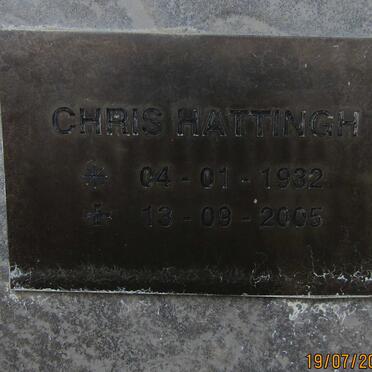 CHRIS HATTINGH
* 04 - 01 - 1932
+ 13 - 09 - 2005
19/07/20